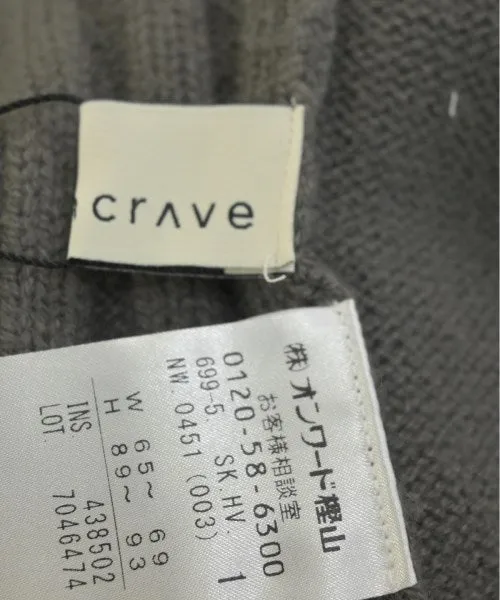 crʌve
㈱オンワード樫山
お客様相談室
0120-58-6300
699-5. SK.HV. 1
NW. 0451 (003)
W 65～ 69
H 89～ 93
INS 438502
LOT. 7046474